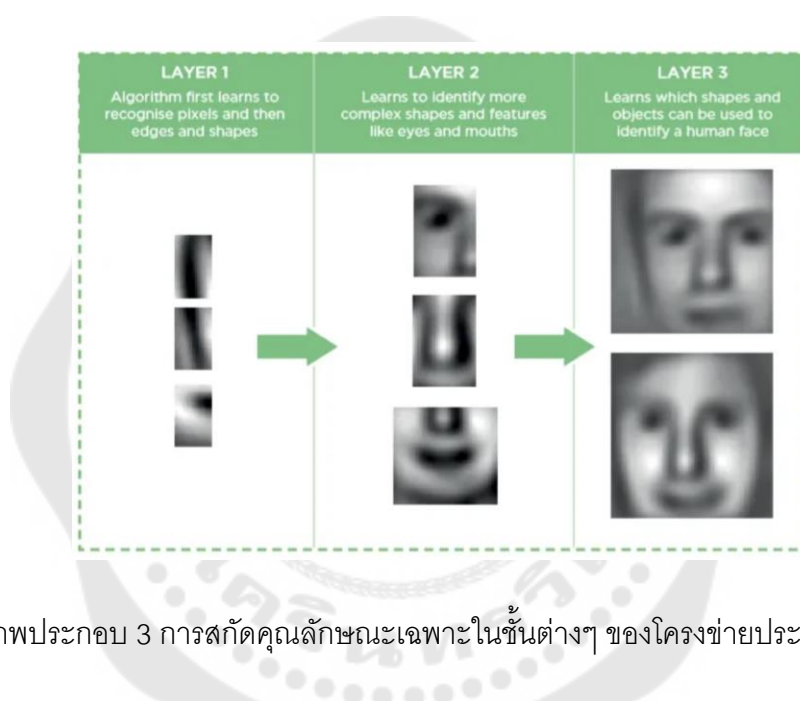 LAYER 1
Algorithm first learns to
recognise pixels and then
edges and shapes
LAYER 2
Learns to identify more
complex shapes and features
like eyes and mouths
LAYER 3
Learns which shapes and
objects can be used to
identify a human face
าพประกอบ 3 การสกัดคุณลักษณะเฉพาะในชั้นต่างๆ ของโครงข่ายประ